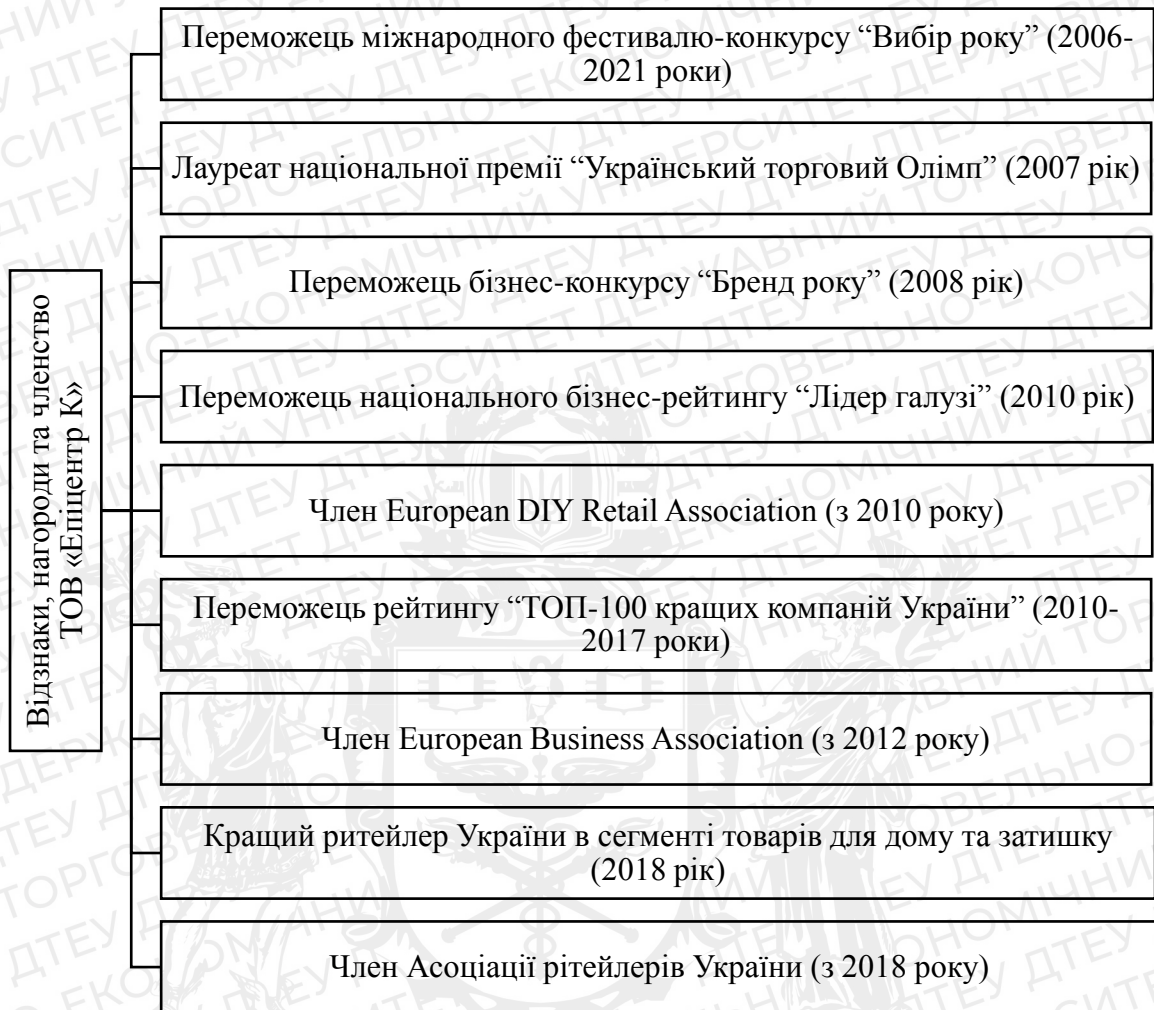 Переможець міжнародного фестивалю-конкурсу “Вибір року” (2006-
2021 роки)
Лауреат національної премії “Український торговий Олімп” (2007 рік)
Переможець бізнес-конкурсу “Бренд року” (2008 рік)
Переможець національного бізнес-рейтингу “Лідер галузі” (2010 рік)
Відзнаки, нагороди та членство
ТОВ «Епіцентр К»
Член European DIY Retail Association (з 2010 року)
Переможець рейтингу “ТОП-100 кращих компаній України” (2010-
2017 роки)
Член European Business Association (з 2012 року)
Кращий ритейлер України в сегменті товарів для дому та затишку
(2018 рік)
Член Асоціації рітейлерів України (з 2018 року)